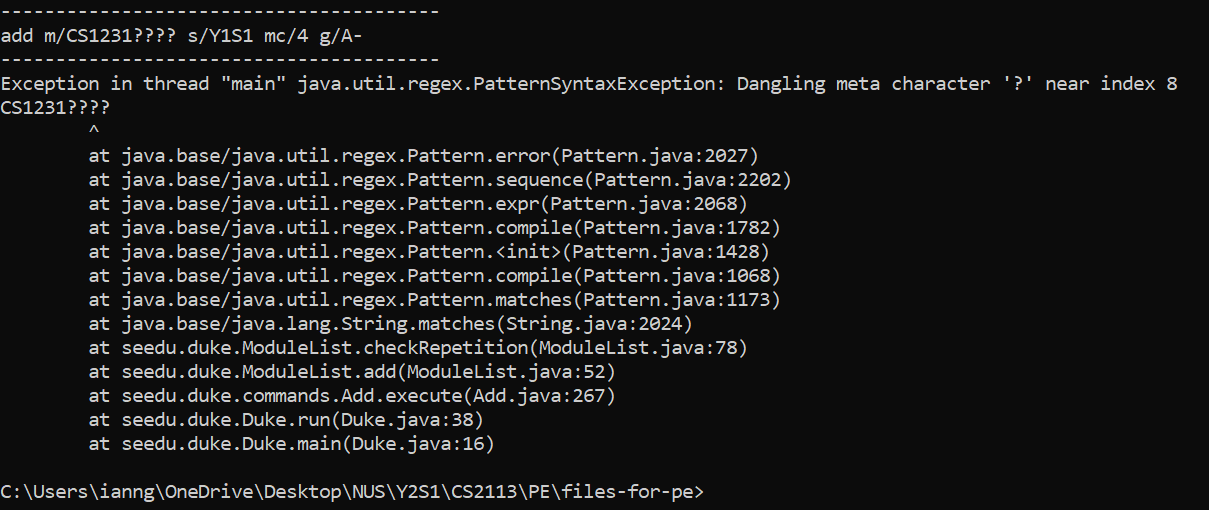 ----------------------------------------
add m/CS1231???? s/Y1S1 mc/4 g/A-
----------------------------------------
Exception in thread "main" java.util.regex.PatternSyntaxException: Dangling meta character '?' near index 8
CS1231????
        ^
        at java.base/java.util.regex.Pattern.error(Pattern.java:2027)
        at java.base/java.util.regex.Pattern.sequence(Pattern.java:2202)
        at java.base/java.util.regex.Pattern.expr(Pattern.java:2068)
        at java.base/java.util.regex.Pattern.compile(Pattern.java:1782)
        at java.base/java.util.regex.Pattern.<init>(Pattern.java:1428)
        at java.base/java.util.regex.Pattern.compile(Pattern.java:1068)
        at java.base/java.util.regex.Pattern.matches(Pattern.java:1173)
        at java.base/java.lang.String.matches(String.java:2024)
        at seedu.duke.ModuleList.checkRepetition(ModuleList.java:78)
        at seedu.duke.ModuleList.add(ModuleList.java:52)
        at seedu.duke.commands.Add.execute(Add.java:267)
        at seedu.duke.Duke.run(Duke.java:38)
        at seedu.duke.Duke.main(Duke.java:16)
C:\Users\ianng\OneDrive\Desktop\NUS\Y2S1\CS2113\PE\files-for-pe>